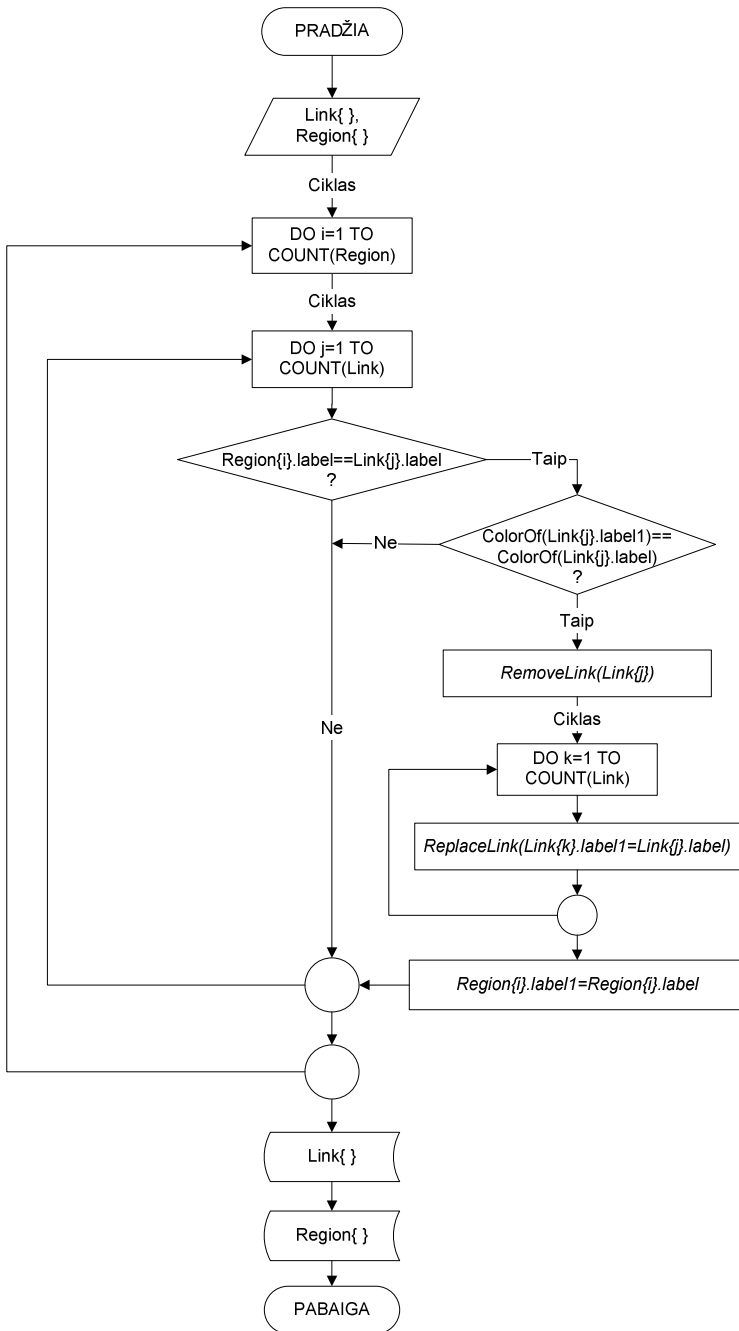 PRADŽIA
Link{ },
Region{ }
Ciklas
DO i=1 TO
COUNT(Region)
Ciklas
DO j=1 TO
COUNT(Link)
Region{i}.label==Link{j}.label
?
Taip
ColorOf(Link{j}.label1)==
ColorOf(Link{j}.label)
?
Ne
Taip
RemoveLink(Link{j})
Ciklas
Ne
DO k=1 TO
COUNT(Link)
ReplaceLink(Link{k}.label1=Link{j}.label)
Region{i}.label1=Region{i}.label
Link{ }
Region{ }
PABAIGA